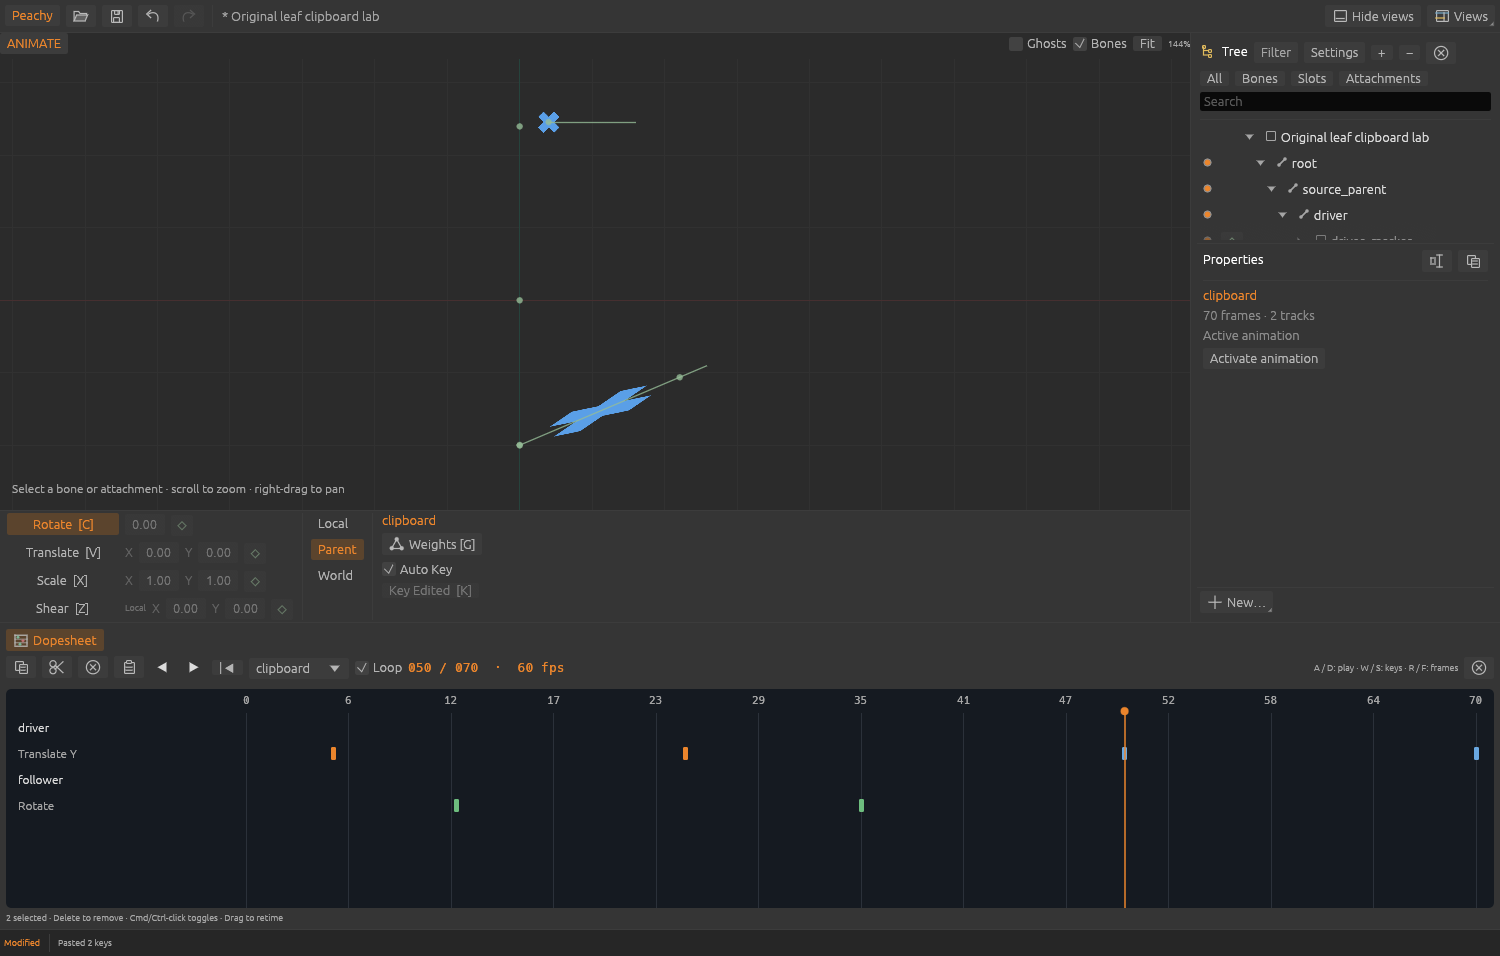 Peachy
* Original leaf clipboard lab
Hide views
Views
ANIMATE
Ghosts
Bones
Fit
144%
Tree
Filter
Settings
+
−
All
Bones
Slots
Attachments
Search
Original leaf clipboard lab
root
source_parent
driver
Properties
clipboard
70 frames · 2 tracks
Active animation
Activate animation
Select a bone or attachment · scroll to zoom · right-drag to pan
Rotate [C] 0.00
Translate [V] X 0.00 Y 0.00
Scale [X] X 1.00 Y 1.00
Shear [Z] Local X 0.00 Y 0.00
Local
Parent
World
clipboard
Weights [G]
Auto Key
Key Edited [K]
New...
Dopesheet
clipboard
Loop
050 / 070 · 60 fps
A / D: play · W / S: keys · R / F: frames
0 6 12 17 23 29 35 41 47 52 58 64 70
driver
Translate Y
follower
Rotate
2 selected · Delete to remove · Cmd/Ctrl-click toggles · Drag to retime
Modified
Pasted 2 keys